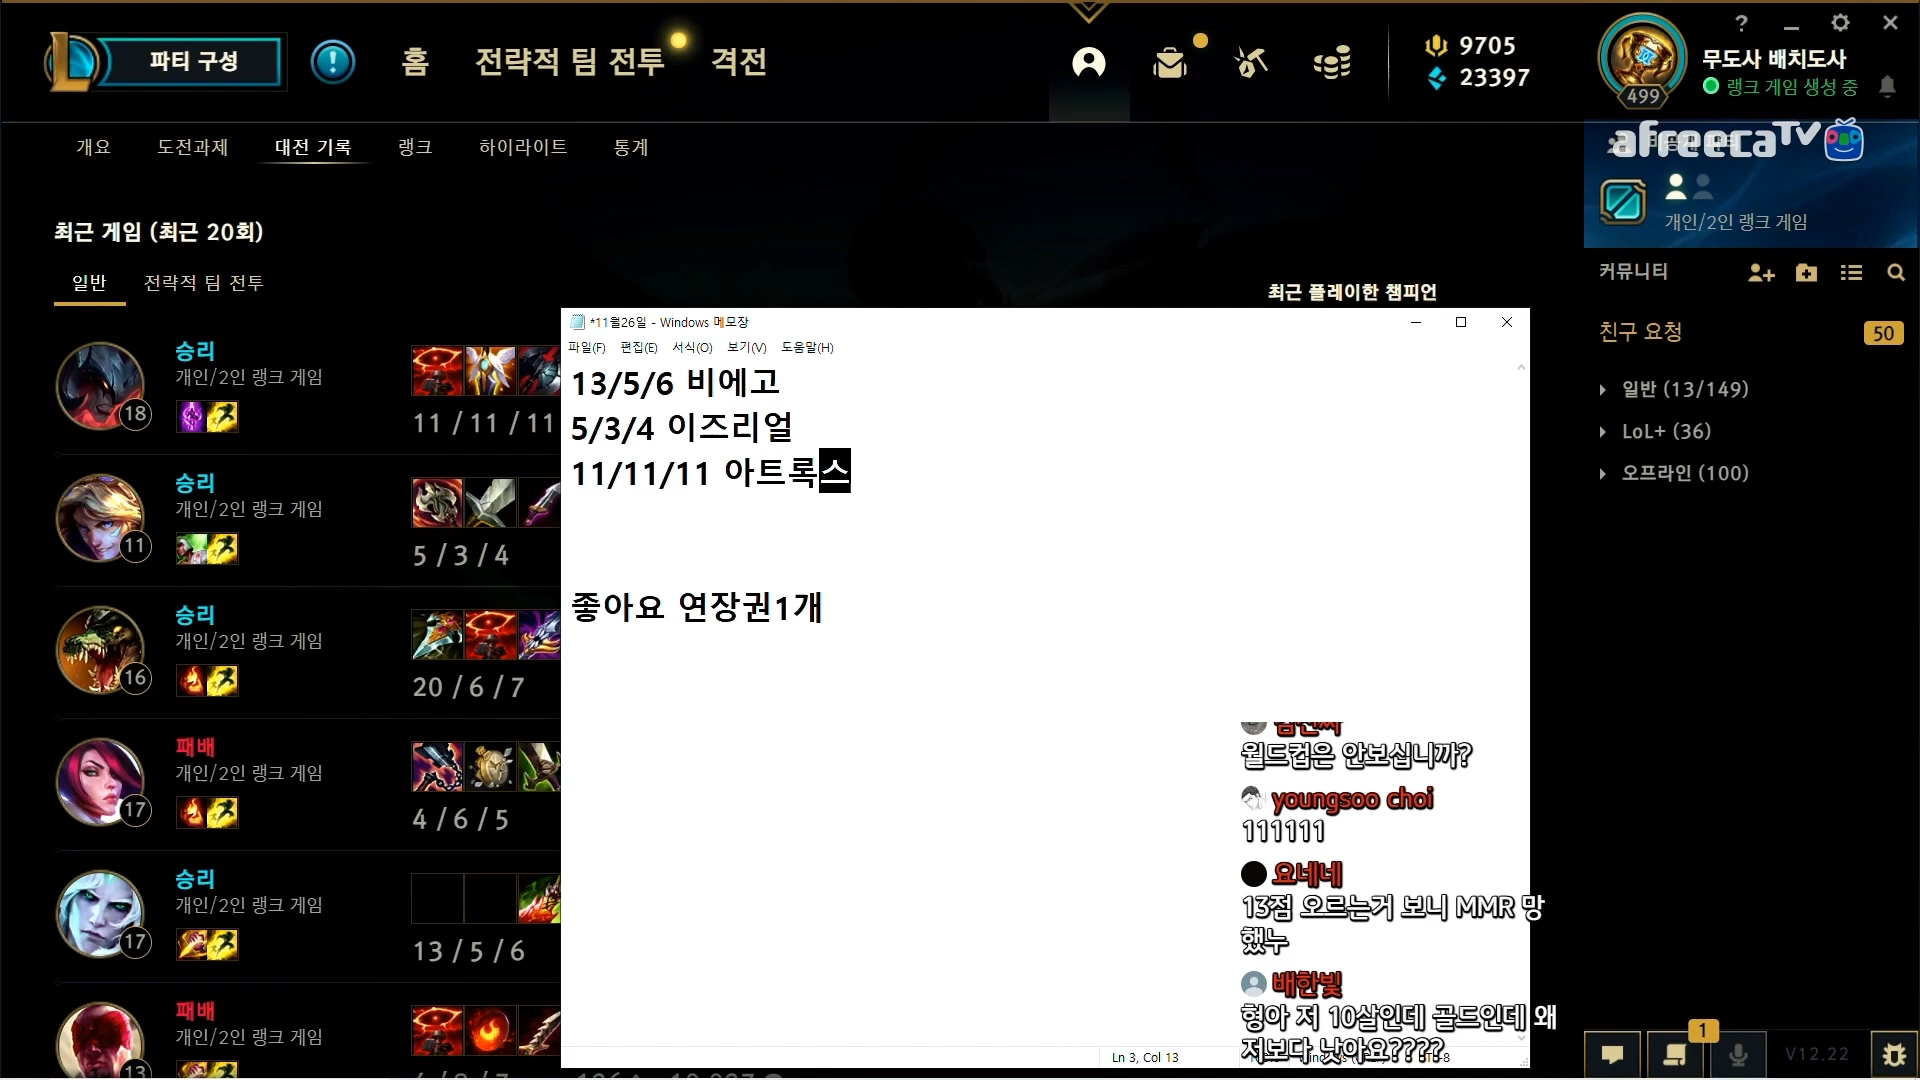 파티 구성
홈
전략적 팀 전투
격전
9705
23397
499
무도사 배치도사
랭크 게임 생성 중
afreecaTV
개요
도전과제
대전 기록
랭크
하이라이트
통계
개인/2인 랭크 게임
최근 게임 (최근 20회)
일반
전략적 팀 전투
최근 플레이한 챔피언
커뮤니티
친구 요청
50
일반 (13/149)
LoL+ (36)
오프라인 (100)
18
승리
개인/2인 랭크 게임
11 / 11 / 11
11
승리
개인/2인 랭크 게임
5 / 3 / 4
16
승리
개인/2인 랭크 게임
20 / 6 / 7
17
패배
개인/2인 랭크 게임
4 / 6 / 5
17
승리
개인/2인 랭크 게임
13 / 5 / 6
13
패배
개인/2인 랭크 게임
*11월26일 - Windows 메모장
파일(F) 편집(E) 서식(O) 보기(V) 도움말(H)
13/5/6 비에고
5/3/4 이즈리얼
11/11/11 아트록스
좋아요 연장권1개
Ln 3, Col 13
월드컵은 안보십니까?
youngsoo choi
111111
요네네
13점 오르는거 보니 MMR 망
했누
배한빛
형아 저 10살인데 골드인데 왜
저보다 낮아요????
1
V12.22